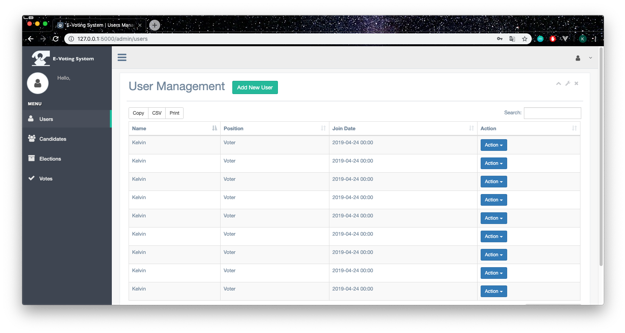 "E-Voting System | Users Mana
127.0.0.1:5000/admin/users
E-Voting System
Hello,
MENU
Users
Candidates
Elections
Votes
User Management
Add New User
Copy CSV Print
Search:
Name Position Join Date Action
Kelvin Voter 2019-04-24 00:00 Action
Kelvin Voter 2019-04-24 00:00 Action
Kelvin Voter 2019-04-24 00:00 Action
Kelvin Voter 2019-04-24 00:00 Action
Kelvin Voter 2019-04-24 00:00 Action
Kelvin Voter 2019-04-24 00:00 Action
Kelvin Voter 2019-04-24 00:00 Action
Kelvin Voter 2019-04-24 00:00 Action
Kelvin Voter 2019-04-24 00:00 Action